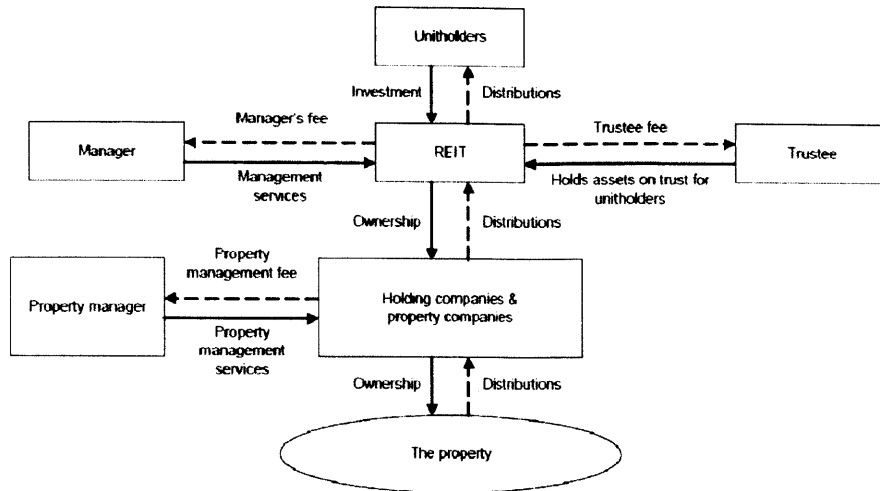 Unitholders
Investment
Distributions
Manager's fee
Trustee fee
Manager
REIT
Trustee
Management
services
Holds assets on trust for
unitholders
Ownership
Distributions
Property
management fee
Property manager
Holding companies &
property companies
Property
management
services
Ownership
Distributions
The property